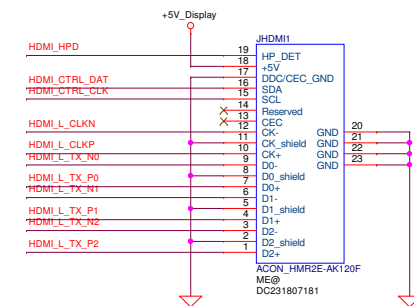 +5V_Display
JHDMI1
HDMI_HPD 19 HP_DET
18 +5V
17 DDC/CEC_GND
HDMI_CTRL_DAT 16 SDA
HDMI_CTRL_CLK 15 SCL
14 Reserved
13 CEC
HDMI_L_CLKN 12 CK- GND 20
11 CK_shield GND 21
HDMI_L_CLKP 10 CK+ GND 22
HDMI_L_TX_N0 9 D0- GND 23
8 D0_shield
HDMI_L_TX_P0 7 D0+
HDMI_L_TX_N1 6 D1-
5 D1_shield
HDMI_L_TX_P1 4 D1+
HDMI_L_TX_N2 3 D2-
2 D2_shield
HDMI_L_TX_P2 1 D2+
ACON_HMR2E-AK120F
ME@
DC231807181